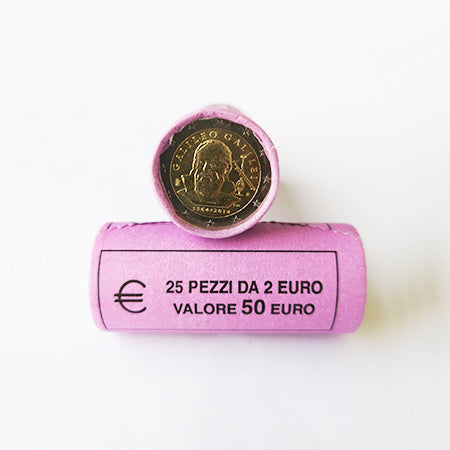 GALILEO GALILEI
1564•2014
€
25 PEZZI DA 2 EURO
VALORE 50 EURO